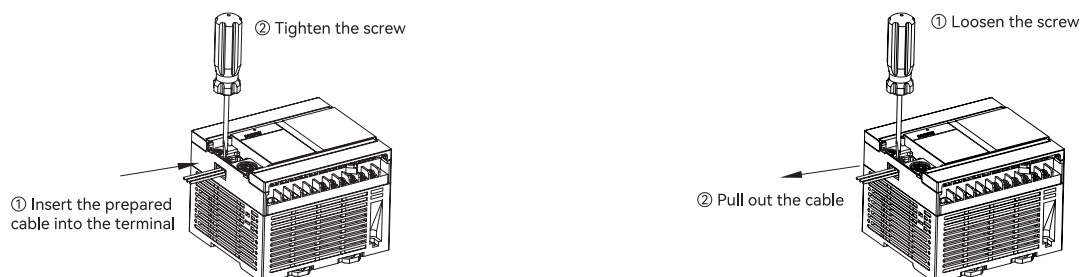 ② Tighten the screw
① Insert the prepared
cable into the terminal
① Loosen the screw
② Pull out the cable